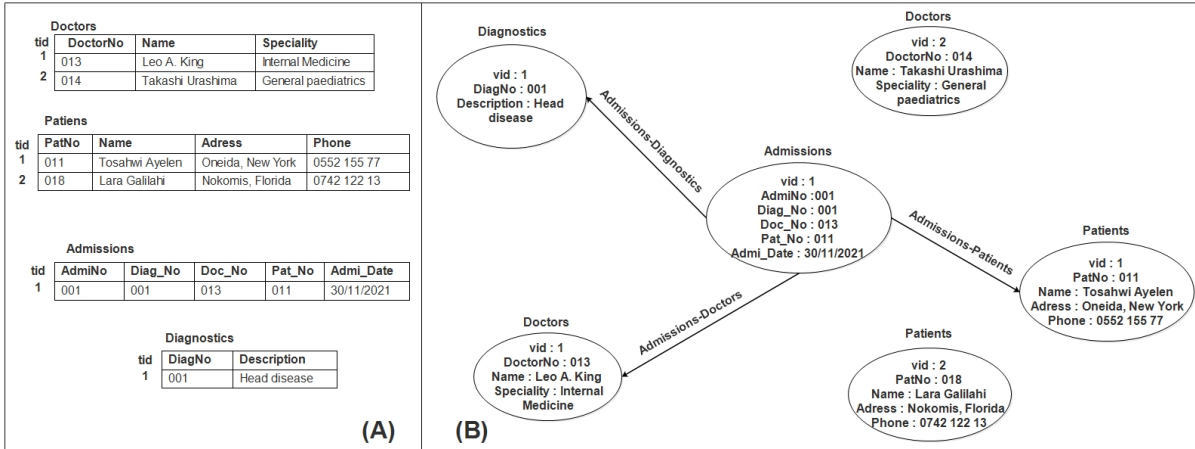 Doctors
tid DoctorNo Name Speciality
1 013 Leo A. King Internal Medicine
2 014 Takashi Urashima General paediatrics
Patiens
tid PatNo Name Adress Phone
1 011 Tosahwi Ayelen Oneida, New York 0552 155 77
2 018 Lara Galilahi Nokomis, Florida 0742 122 13
Admissions
tid AdmiNo Diag_No Doc_No Pat_No Admi_Date
1 001 001 013 011 30/11/2021
Diagnostics
tid DiagNo Description
1 001 Head disease
(A)
Diagnostics
vid : 1
DiagNo : 001
Description : Head
disease
Doctors
vid : 2
DoctorNo : 014
Name : Takashi Urashima
Speciality : General
paediatrics
Admissions-Diagnostics
Admissions
vid : 1
AdmiNo :001
Diag_No : 001
Doc_No : 013
Pat_No : 011
Admi_Date : 30/11/2021
Admissions-Patients
Patients
vid : 1
PatNo : 011
Name : Tosahwi Ayelen
Adress : Oneida, New York
Phone : 0552 155 77
Admissions-Doctors
Doctors
vid : 1
DoctorNo : 013
Name : Leo A. King
Speciality : Internal
Medicine
Patients
vid : 2
PatNo : 018
Name : Lara Galilahi
Adress : Nokomis, Florida
Phone : 0742 122 13
(B)